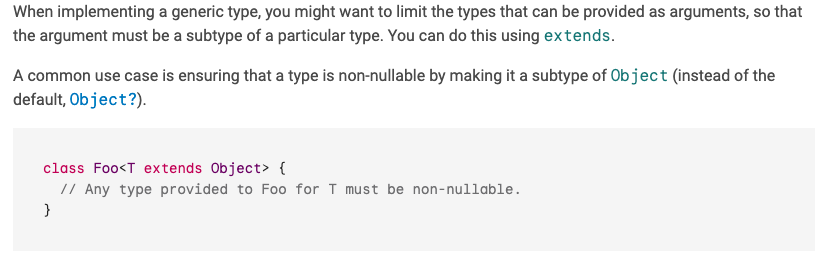 When implementing a generic type, you might want to limit the types that can be provided as arguments, so that
the argument must be a subtype of a particular type. You can do this using extends.
A common use case is ensuring that a type is non-nullable by making it a subtype of Object (instead of the
default, Object?).
class Foo<T extends Object> {
  // Any type provided to Foo for T must be non-nullable.
}